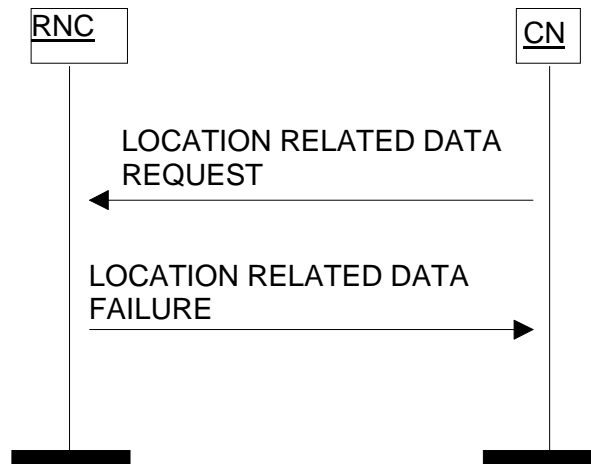 RNC
CN
LOCATION RELATED DATA
REQUEST
LOCATION RELATED DATA
FAILURE